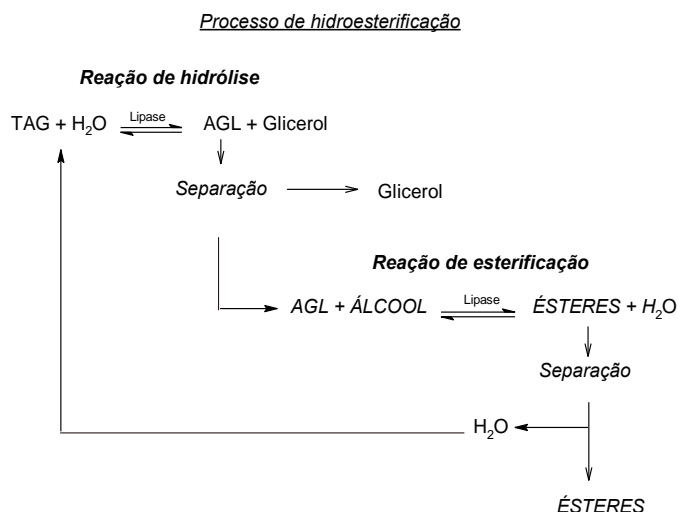 Processo de hidroesterificação
Reação de hidrólise
TAG + H₂O Lipase AGL + Glicerol
Separação Glicerol
Reação de esterificação
AGL + ÁLCOOL Lipase ÉSTERES + H₂O
Separação
H₂O
ÉSTERES